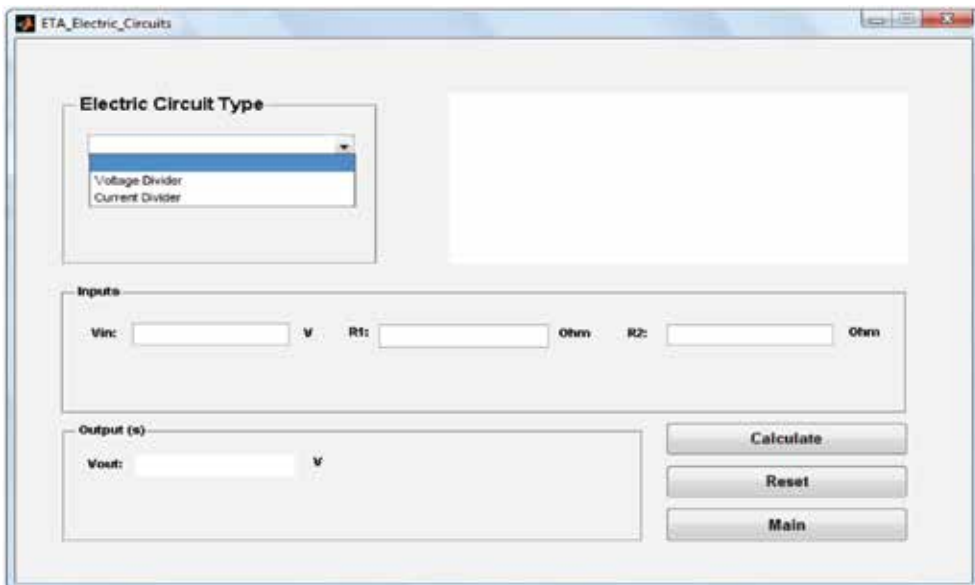 ETA_Electric_Circuits
Electric Circuit Type
Voltage Divider
Current Divider
Inputs
Vin: V R1: Ohm R2: Ohm
Output (s)
Vout: V
Calculate
Reset
Main